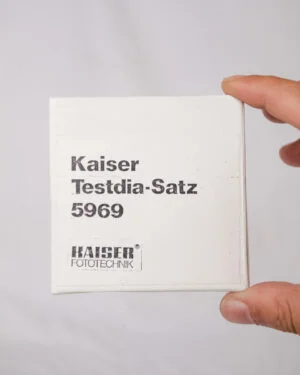 Kaiser
Testdia-Satz
5969
KAISER®
FOTOTECHNIK